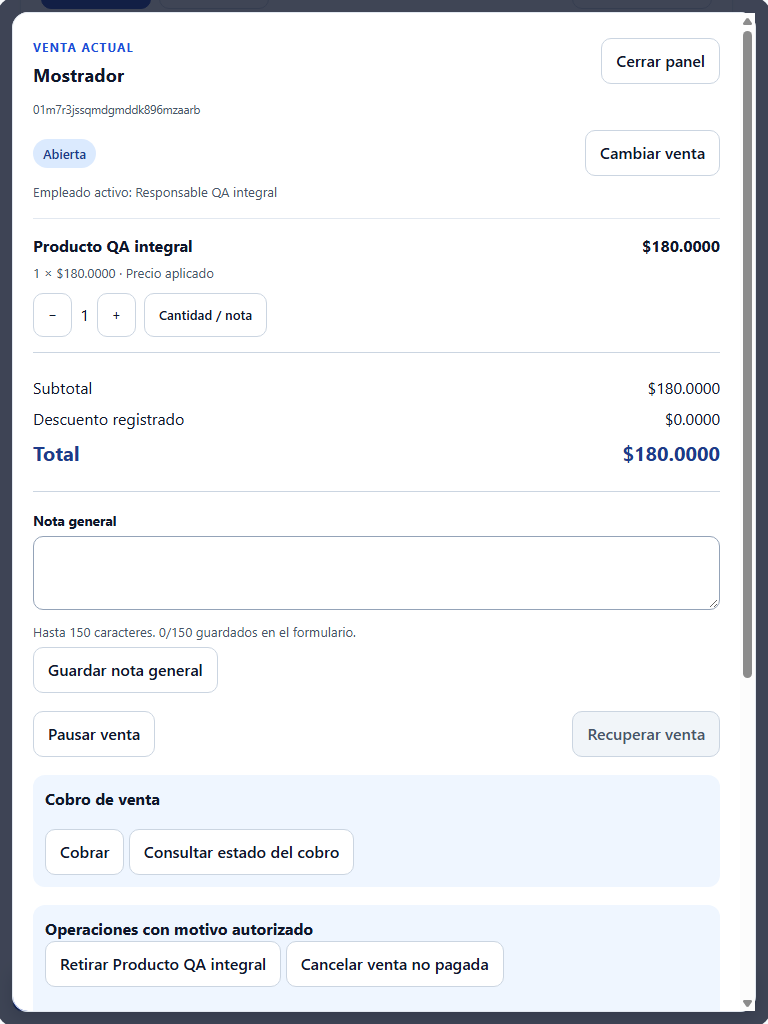 VENTA ACTUAL
Mostrador
Cerrar panel
01m7r3jssqmdgmddk896mzaarb
Abierta
Cambiar venta
Empleado activo: Responsable QA integral
Producto QA integral $180.0000
1 × $180.0000 · Precio aplicado
− 1 + Cantidad / nota
Subtotal $180.0000
Descuento registrado $0.0000
Total $180.0000
Nota general
Hasta 150 caracteres. 0/150 guardados en el formulario.
Guardar nota general
Pausar venta Recuperar venta
Cobro de venta
Cobrar Consultar estado del cobro
Operaciones con motivo autorizado
Retirar Producto QA integral Cancelar venta no pagada